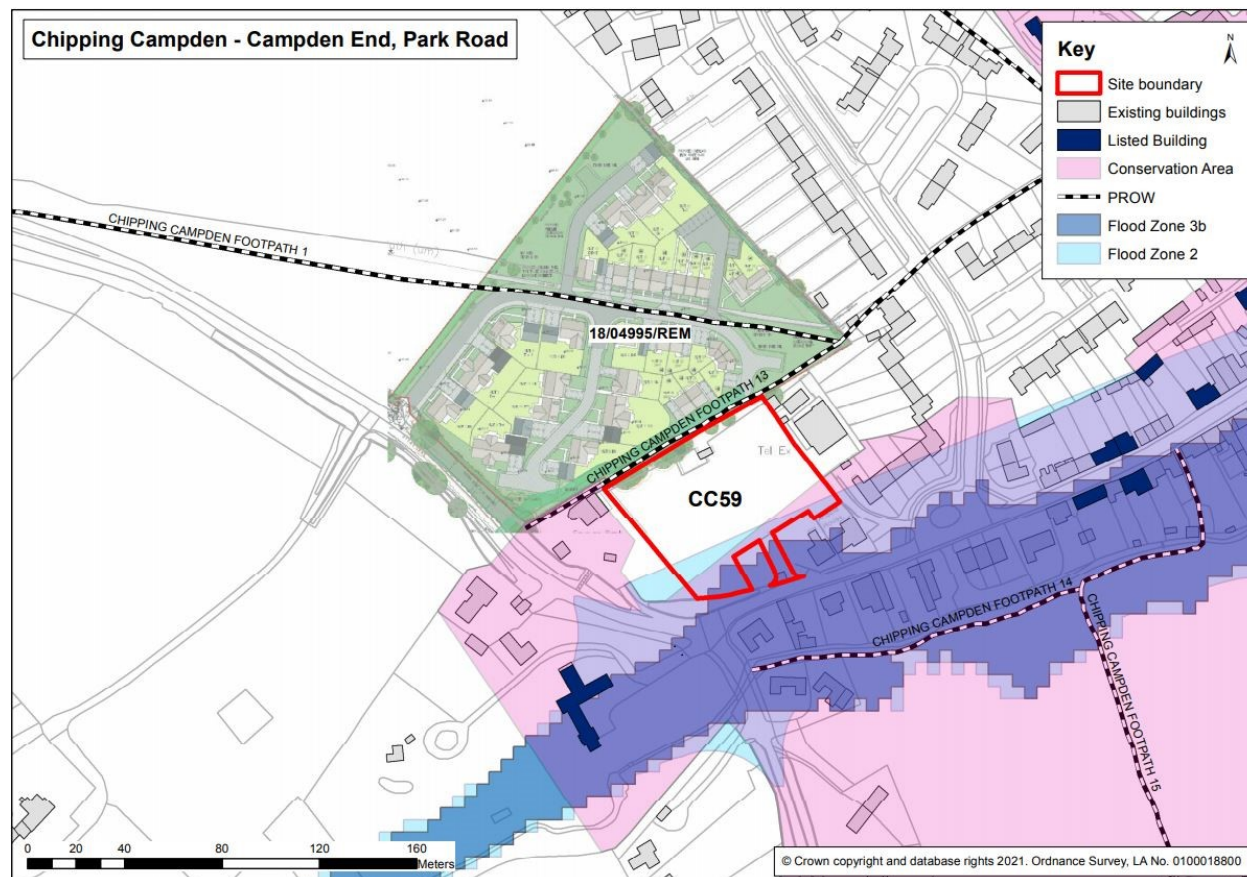 Chipping Campden - Campden End, Park Road
Key
N
Site boundary
Existing buildings
Listed Building
Conservation Area
PROW
Flood Zone 3b
Flood Zone 2
CHIPPING CAMPDEN FOOTPATH 1
18/04995/REM
CHIPPING CAMPDEN FOOTPATH 13
Tel Ex
CC59
CHIPPING CAMPDEN FOOTPATH 14
CHIPPING CAMPDEN FOOTPATH 15
0 20 40 80 120 160
Meters
© Crown copyright and database rights 2021. Ordnance Survey, LA No. 0100018800